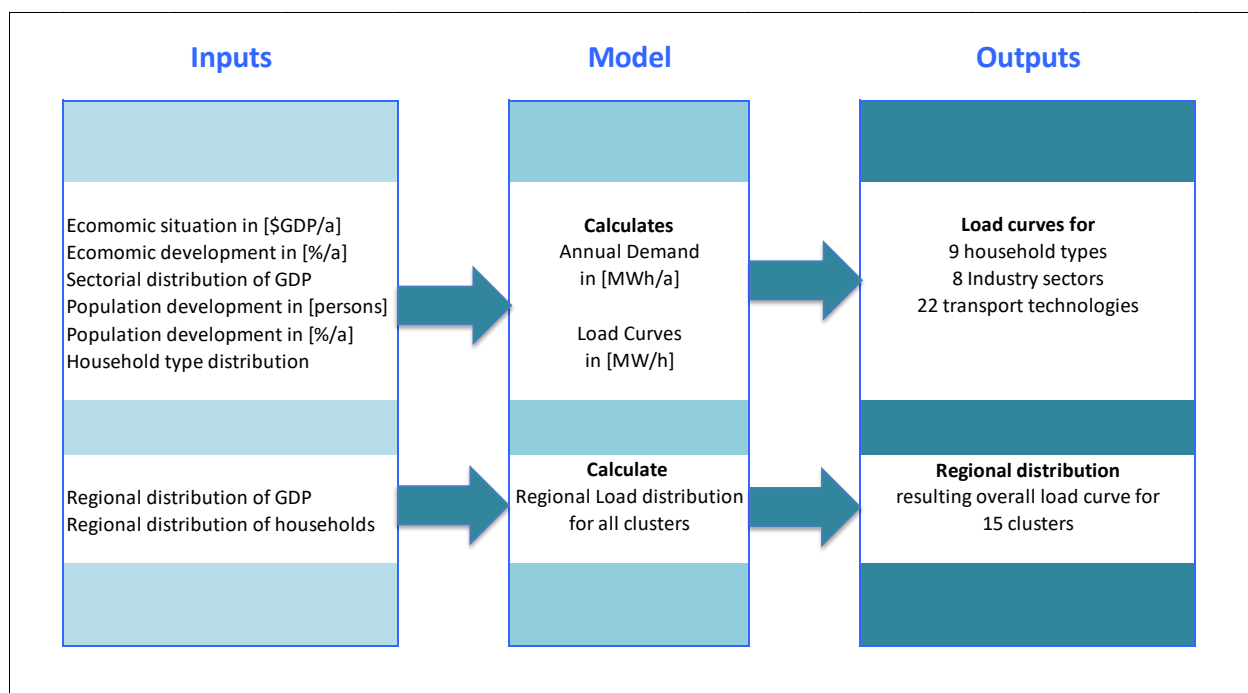 Inputs
Model
Outputs
Ecomomic situation in [$GDP/a]
Ecomomic development in [%/a]
Sectorial distribution of GDP
Population development in [persons]
Population development in [%/a]
Household type distribution
Calculates
Annual Demand
in [MWh/a]
Load Curves
in [MW/h]
Load curves for
9 household types
8 Industry sectors
22 transport technologies
Regional distribution of GDP
Regional distribution of households
Calculate
Regional Load distribution
for all clusters
Regional distribution
resulting overall load curve for
15 clusters